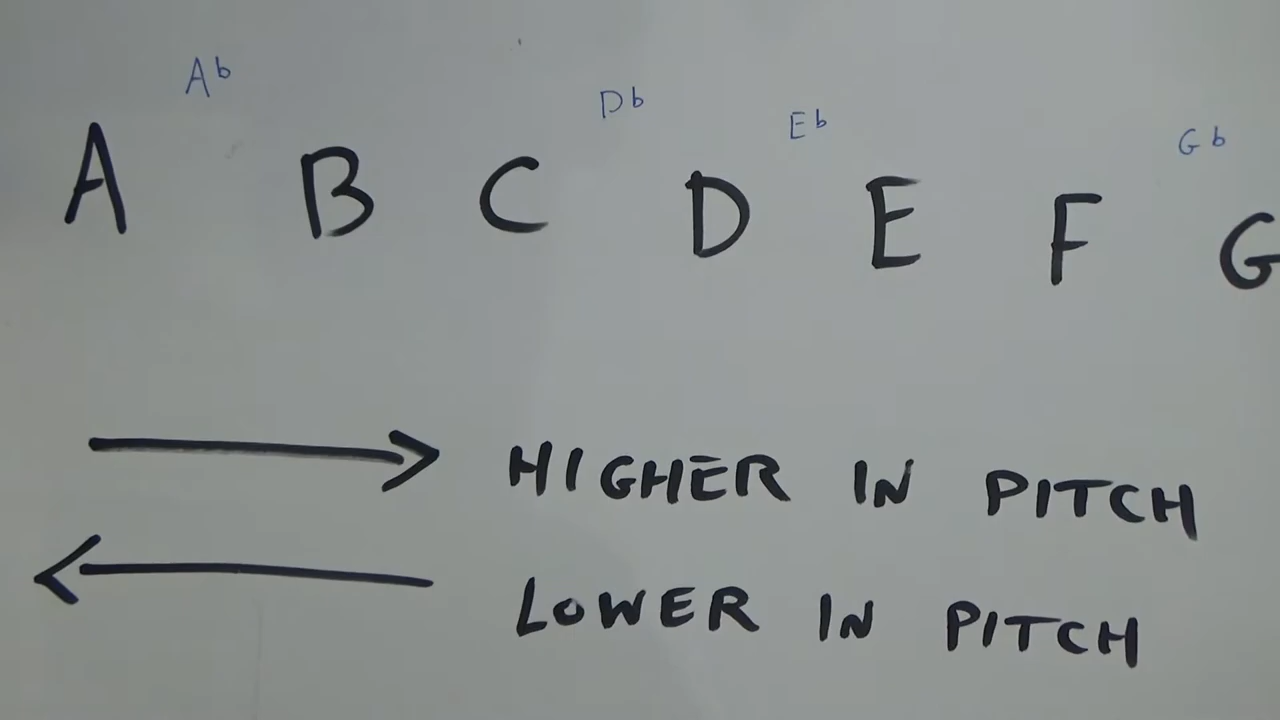 Ab Db Eb Gb
A B C D E F G
HIGHER IN PITCH
LOWER IN PITCH